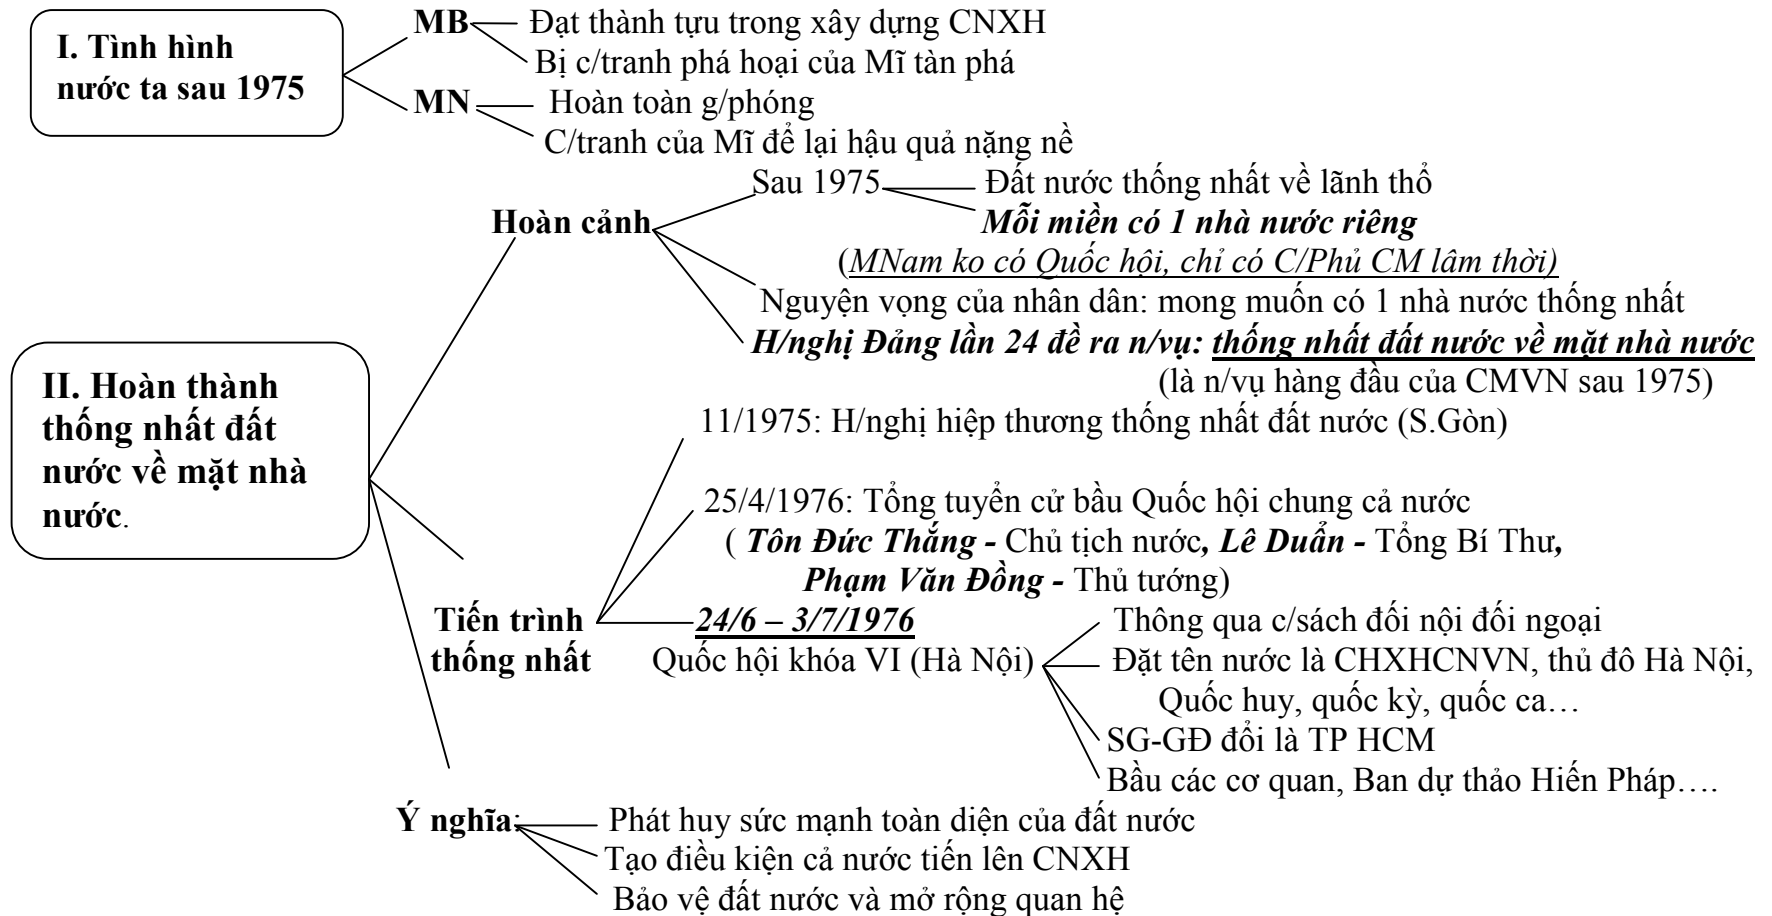 I. Tình hình
nước ta sau 1975
MB
Đạt thành tựu trong xây dựng CNXH
Bị c/tranh phá hoại của Mĩ tàn phá
MN
Hoàn toàn g/phóng
C/tranh của Mĩ để lại hậu quả nặng nề
II. Hoàn thành
thống nhất đất
nước về mặt nhà
nước.
Hoàn cảnh
Sau 1975
Đất nước thống nhất về lãnh thổ
Mỗi miền có 1 nhà nước riêng
(MNam ko có Quốc hội, chỉ có C/Phủ CM lâm thời)
Nguyện vọng của nhân dân: mong muốn có 1 nhà nước thống nhất
H/nghị Đảng lần 24 đề ra n/vụ: thống nhất đất nước về mặt nhà nước
(là n/vụ hàng đầu của CMVN sau 1975)
Tiến trình
thống nhất
11/1975: H/nghị hiệp thương thống nhất đất nước (S.Gòn)
25/4/1976: Tổng tuyển cử bầu Quốc hội chung cả nước
( Tôn Đức Thắng - Chủ tịch nước, Lê Duẩn - Tổng Bí Thư,
Phạm Văn Đồng - Thủ tướng)
24/6 – 3/7/1976
Quốc hội khóa VI (Hà Nội)
Thông qua c/sách đối nội đối ngoại
Đặt tên nước là CHXHCNVN, thủ đô Hà Nội,
Quốc huy, quốc kỳ, quốc ca…
SG-GĐ đổi là TP HCM
Bầu các cơ quan, Ban dự thảo Hiến Pháp….
Ý nghĩa:
Phát huy sức mạnh toàn diện của đất nước
Tạo điều kiện cả nước tiến lên CNXH
Bảo vệ đất nước và mở rộng quan hệ